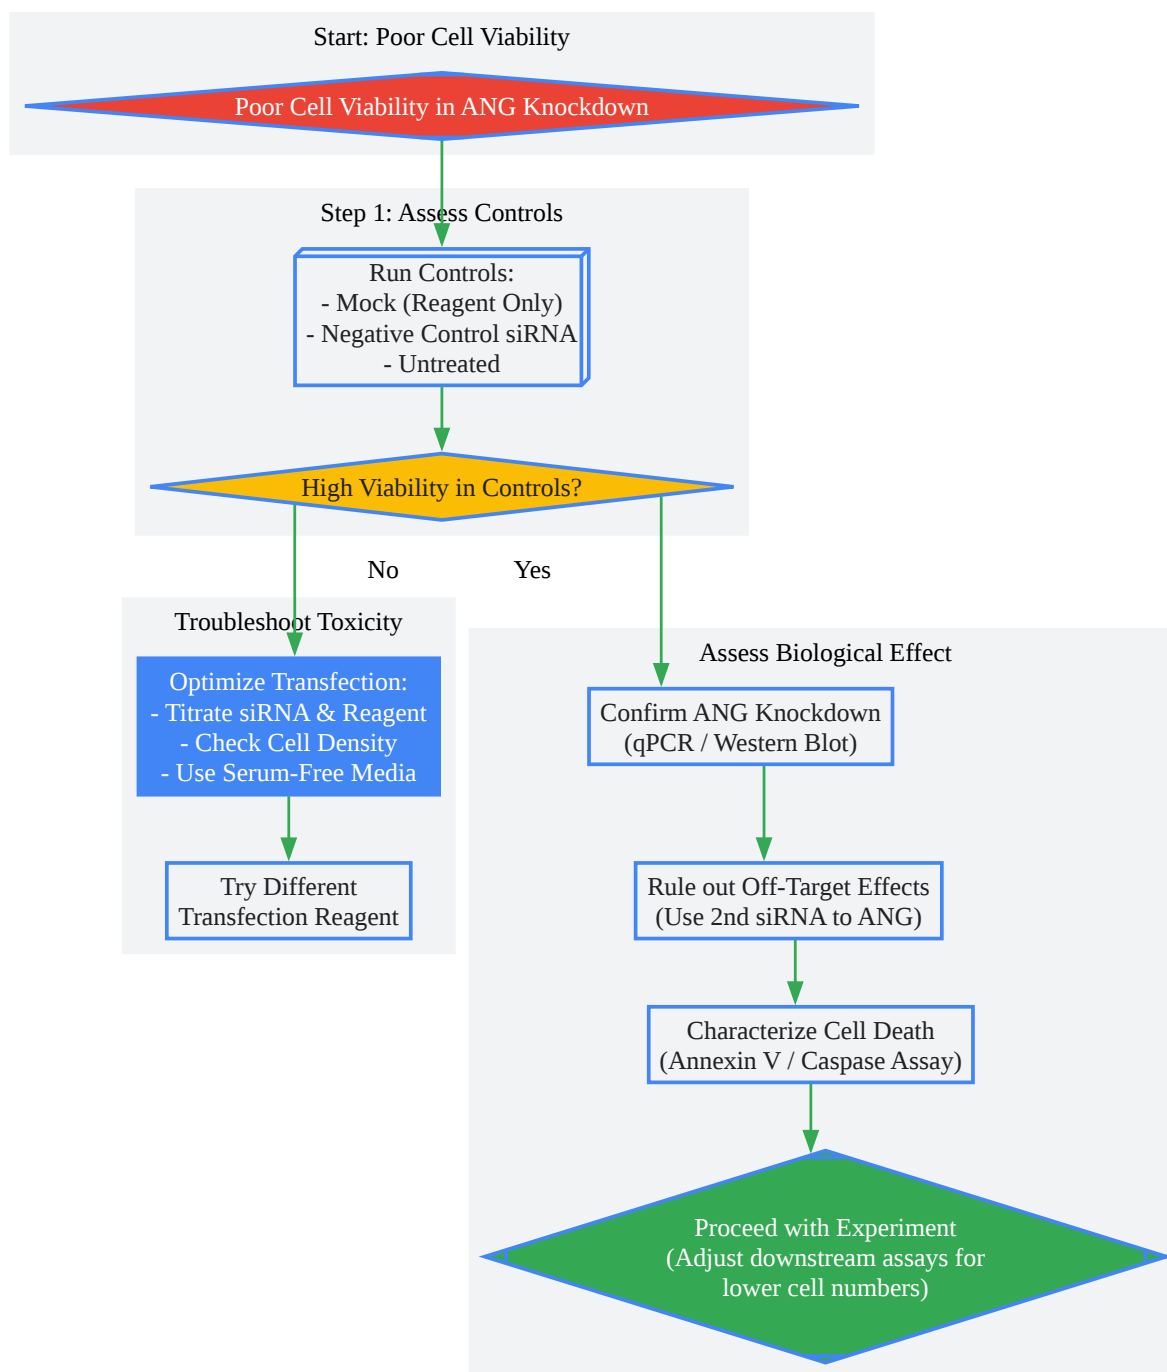 Start: Poor Cell Viability
Poor Cell Viability in ANG Knockdown
Step 1: Assess Controls
Run Controls:
- Mock (Reagent Only)
- Negative Control siRNA
- Untreated
High Viability in Controls?
No
Yes
Troubleshoot Toxicity
Optimize Transfection:
- Titrate siRNA & Reagent
- Check Cell Density
- Use Serum-Free Media
Try Different
Transfection Reagent
Assess Biological Effect
Confirm ANG Knockdown
(qPCR / Western Blot)
Rule out Off-Target Effects
(Use 2nd siRNA to ANG)
Characterize Cell Death
(Annexin V / Caspase Assay)
Proceed with Experiment
(Adjust downstream assays for
lower cell numbers)